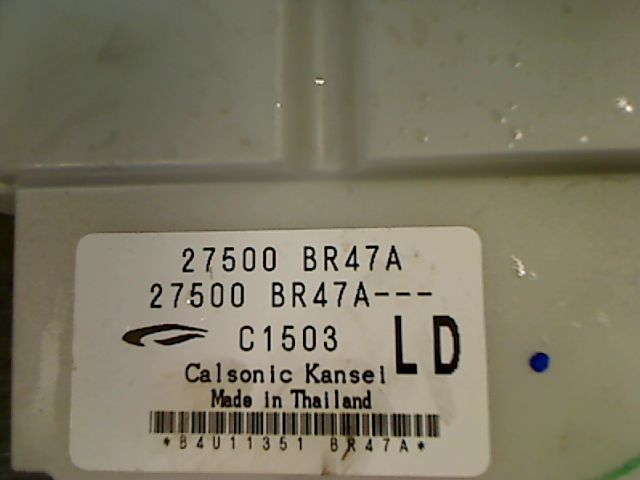 27500 BR47A
27500 BR47A---
C1503 LD
Calsonic Kansei
Made in Thailand
*B4U11351 BR47A*